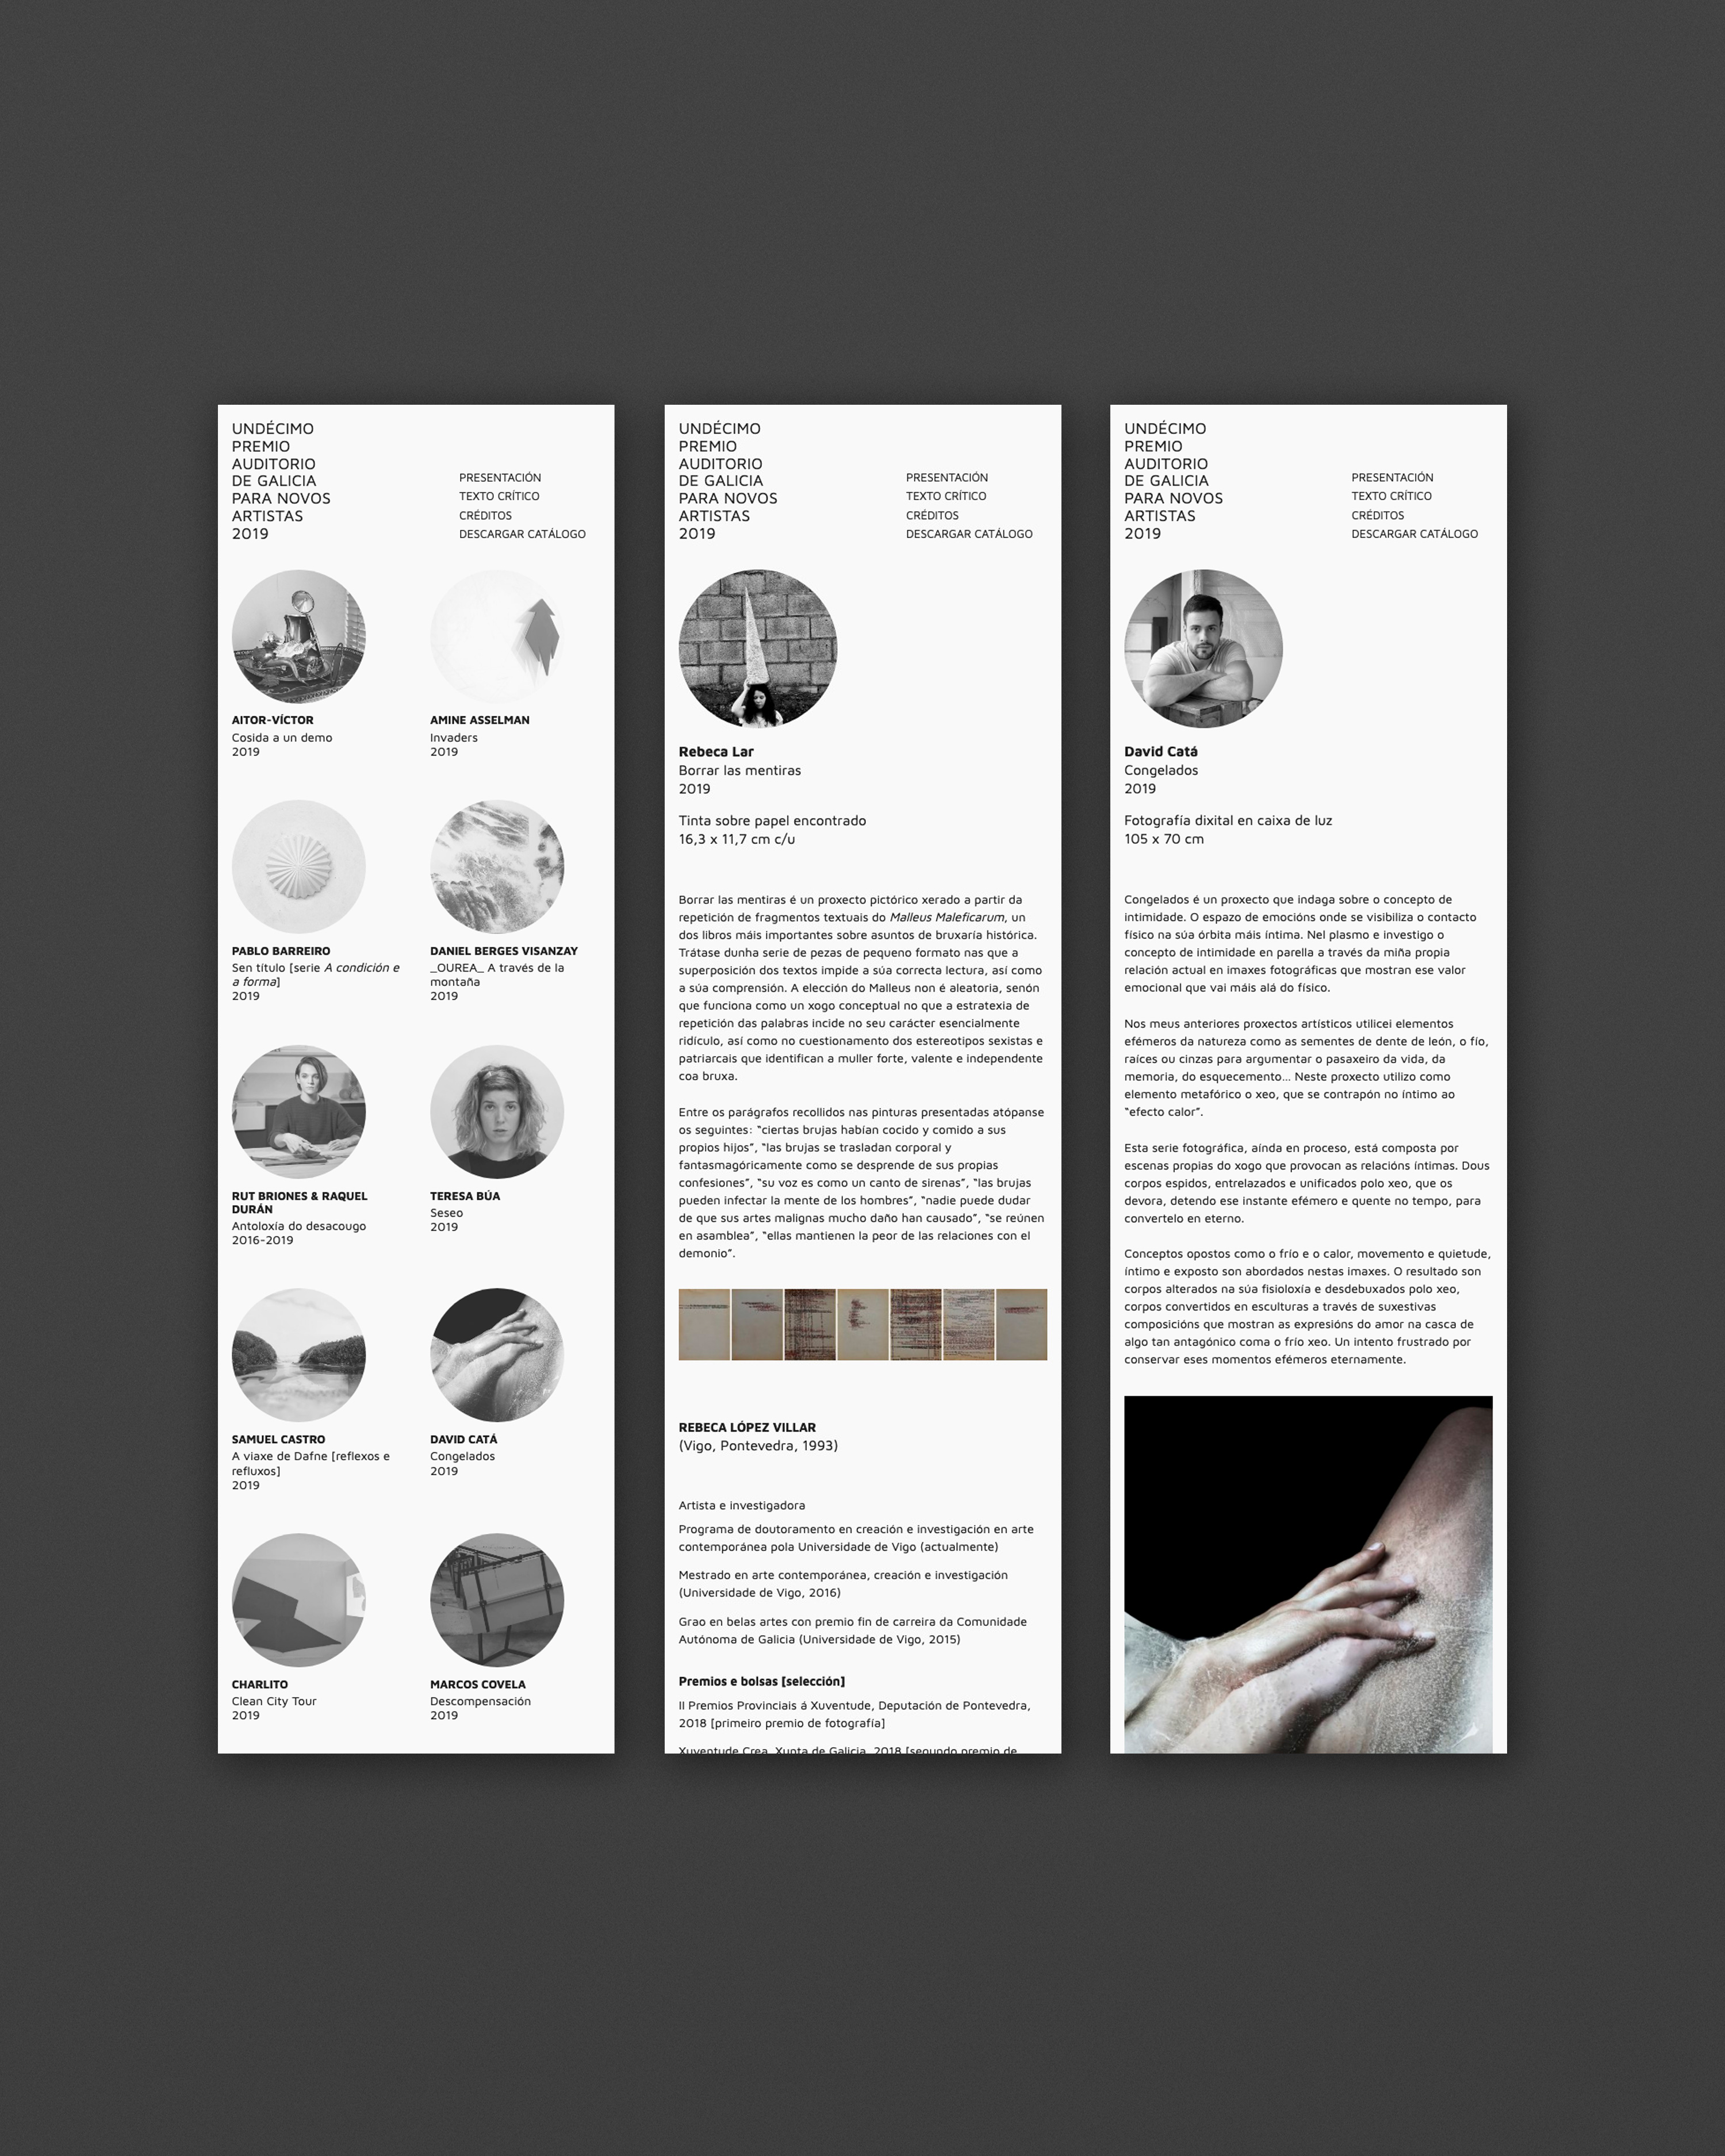 UNDÉCIMO
PREMIO
AUDITORIO
DE GALICIA
PARA NOVOS
ARTISTAS
2019
PRESENTACIÓN
TEXTO CRÍTICO
CRÉDITOS
DESCARGAR CATÁLOGO
AITOR-VÍCTOR
Cosida a un demo
2019
AMINE ASSELMAN
Invaders
2019
PABLO BARREIRO
Sen título [serie A condición e
a forma]
2019
DANIEL BERGES VISANZAY
_OUREA_ A través de la
montaña
2019
RUT BRIONES & RAQUEL
DURÁN
Antoloxía do desacougo
2016-2019
TERESA BÚA
Seseo
2019
SAMUEL CASTRO
A viaxe de Dafne [reflexos e
refluxos]
2019
DAVID CATÁ
Congelados
2019
CHARLITO
Clean City Tour
2019
MARCOS COVELA
Descompensación
2019
UNDÉCIMO
PREMIO
AUDITORIO
DE GALICIA
PARA NOVOS
ARTISTAS
2019
PRESENTACIÓN
TEXTO CRÍTICO
CRÉDITOS
DESCARGAR CATÁLOGO
Rebeca Lar
Borrar las mentiras
2019
Tinta sobre papel encontrado
16,3 x 11,7 cm c/u
Borrar las mentiras é un proxecto pictórico xerado a partir da
repetición de fragmentos textuais do Malleus Maleficarum, un
dos libros máis importantes sobre asuntos de bruxaría histórica.
Trátase dunha serie de pezas de pequeno formato nas que a
superposición dos textos impide a súa correcta lectura, así como
a súa comprensión. A elección do Malleus non é aleatoria, senón
que funciona como un xogo conceptual no que a estratexia de
repetición das palabras incide no seu carácter esencialmente
ridículo, así como no cuestionamento dos estereotipos sexistas e
patriarcais que identifican a muller forte, valente e independente
coa bruxa.
Entre os parágrafos recollidos nas pinturas presentadas atópanse
os seguintes: “ciertas brujas habían cocido y comido a sus
propios hijos”, “las brujas se trasladan corporal y
fantasmagóricamente como se desprende de sus propias
confesiones”, “su voz es como un canto de sirenas”, “las brujas
pueden infectar la mente de los hombres”, “nadie puede dudar
de que sus artes malignas mucho daño han causado”, “se reúnen
en asamblea”, “ellas mantienen la peor de las relaciones con el
demonio”.
REBECA LÓPEZ VILLAR
(Vigo, Pontevedra, 1993)
Artista e investigadora
Programa de doutoramento en creación e investigación en arte
contemporánea pola Universidade de Vigo (actualmente)
Mestrado en arte contemporánea, creación e investigación
(Universidade de Vigo, 2016)
Grao en belas artes con premio fin de carreira da Comunidade
Autónoma de Galicia (Universidade de Vigo, 2015)
Premios e bolsas [selección]
II Premios Provinciais á Xuventude, Deputación de Pontevedra,
2018 [primeiro premio de fotografía]
Xuventude Crea, Xunta de Galicia, 2018 [segundo premio de
UNDÉCIMO
PREMIO
AUDITORIO
DE GALICIA
PARA NOVOS
ARTISTAS
2019
PRESENTACIÓN
TEXTO CRÍTICO
CRÉDITOS
DESCARGAR CATÁLOGO
David Catá
Congelados
2019
Fotografía dixital en caixa de luz
105 x 70 cm
Congelados é un proxecto que indaga sobre o concepto de
intimidade. O espazo de emocións onde se visibiliza o contacto
físico na súa órbita máis íntima. Nel plasmo e investigo o
concepto de intimidade en parella a través da miña propia
relación actual en imaxes fotográficas que mostran ese valor
emocional que vai máis alá do físico.
Nos meus anteriores proxectos artísticos utilicei elementos
efémeros da natureza como as sementes de dente de león, o fío,
raíces ou cinzas para argumentar o pasaxeiro da vida, da
memoria, do esquecemento... Neste proxecto utilizo como
elemento metafórico o xeo, que se contrapón no íntimo ao
“efecto calor”.
Esta serie fotográfica, aínda en proceso, está composta por
escenas propias do xogo que provocan as relacións íntimas. Dous
corpos espidos, entrelazados e unificados polo xeo, que os
devora, detendo ese instante efémero e quente no tempo, para
convertelo en eterno.
Conceptos opostos como o frío e o calor, movemento e quietude,
íntimo e exposto son abordados nestas imaxes. O resultado son
corpos alterados na súa fisioloxía e desdebuxados polo xeo,
corpos convertidos en esculturas a través de suxestivas
composicións que mostran as expresións do amor na casca de
algo tan antagónico coma o frío xeo. Un intento frustrado por
conservar eses momentos efémeros eternamente.